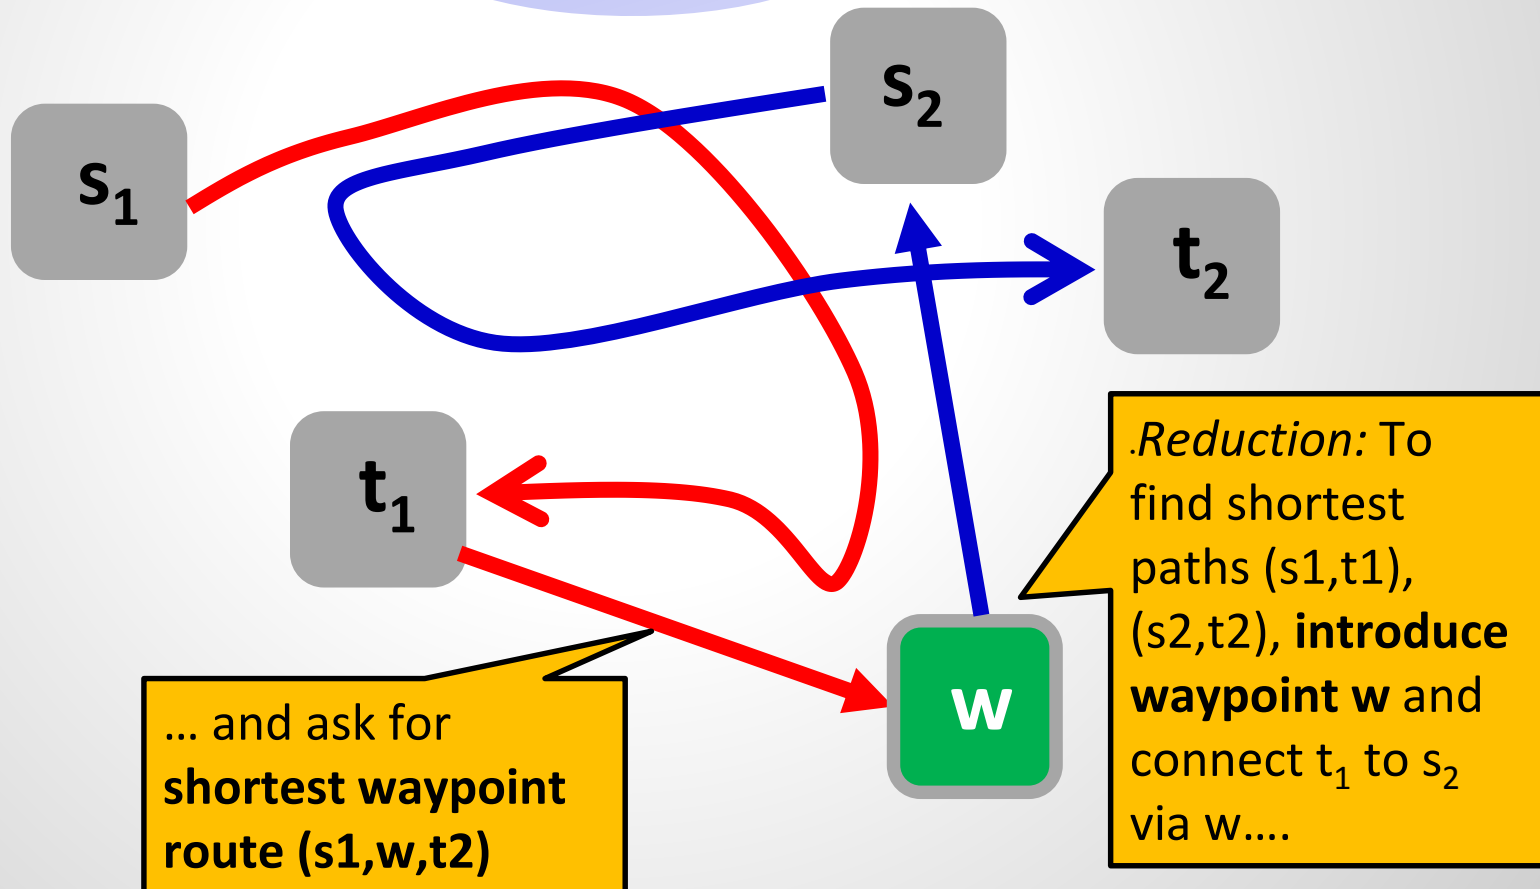 s₂
s₁
t₂
t₁
.Reduction: To
find shortest
paths (s1,t1),
(s2,t2), introduce
waypoint w and
connect t₁ to s₂
via w....
w
... and ask for
shortest waypoint
route (s1,w,t2)